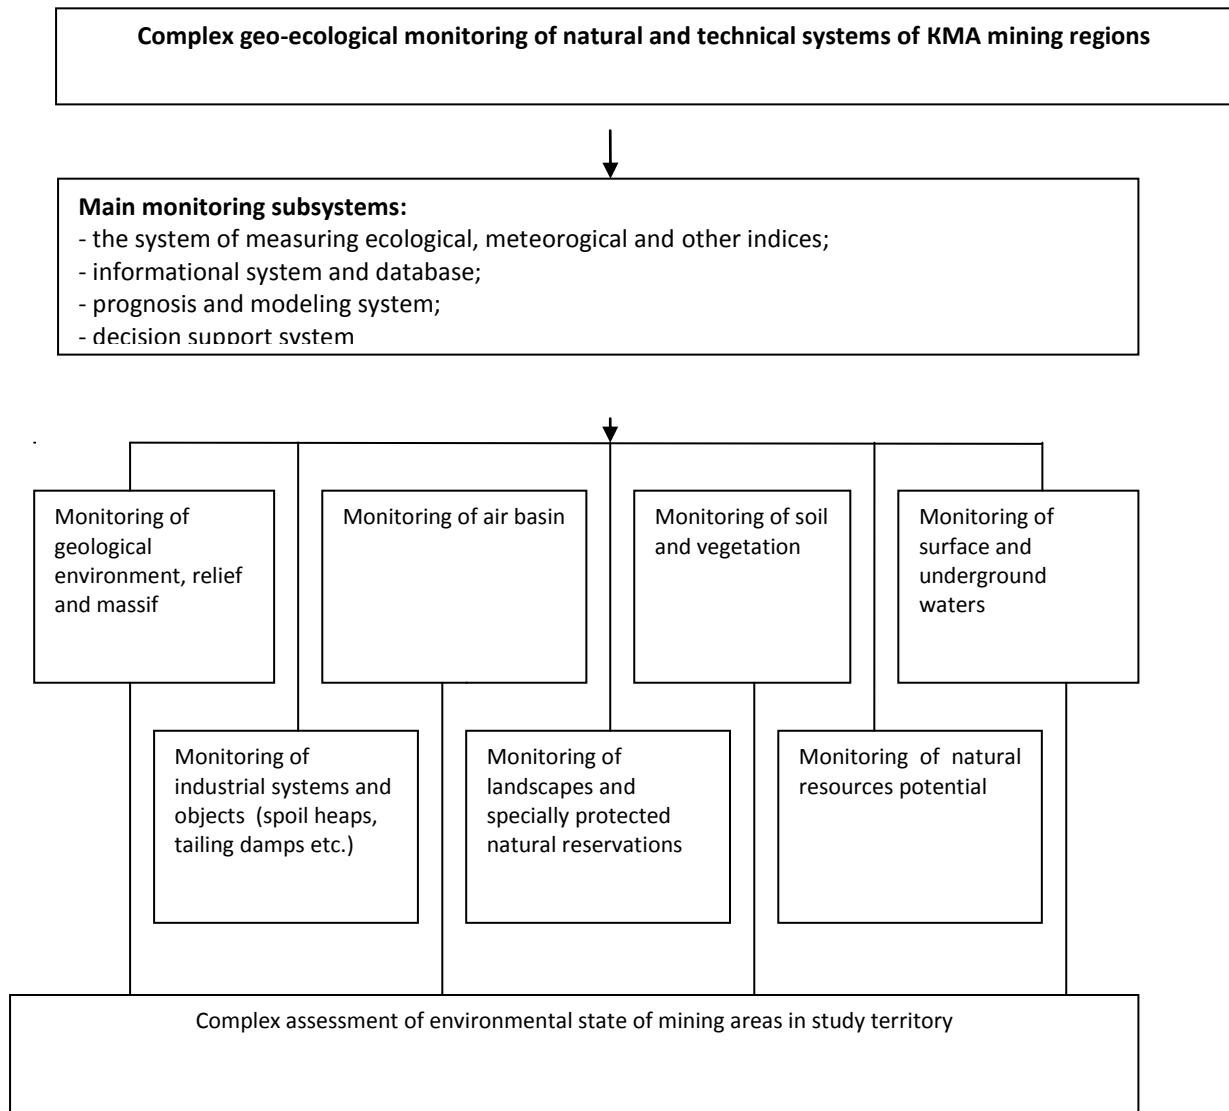 Complex geo-ecological monitoring of natural and technical systems of KMA mining regions
Main monitoring subsystems:
- the system of measuring ecological, meteorogical and other indices;
- informational system and database;
- prognosis and modeling system;
- decision support system
Monitoring of
geological
environment, relief
and massif
Monitoring of air basin
Monitoring of soil
and vegetation
Monitoring of
surface and
underground
waters
Monitoring of
industrial systems and
objects (spoil heaps,
tailing damps etc.)
Monitoring of
landscapes and
specially protected
natural reservations
Monitoring of natural
resources potential
Complex assessment of environmental state of mining areas in study territory